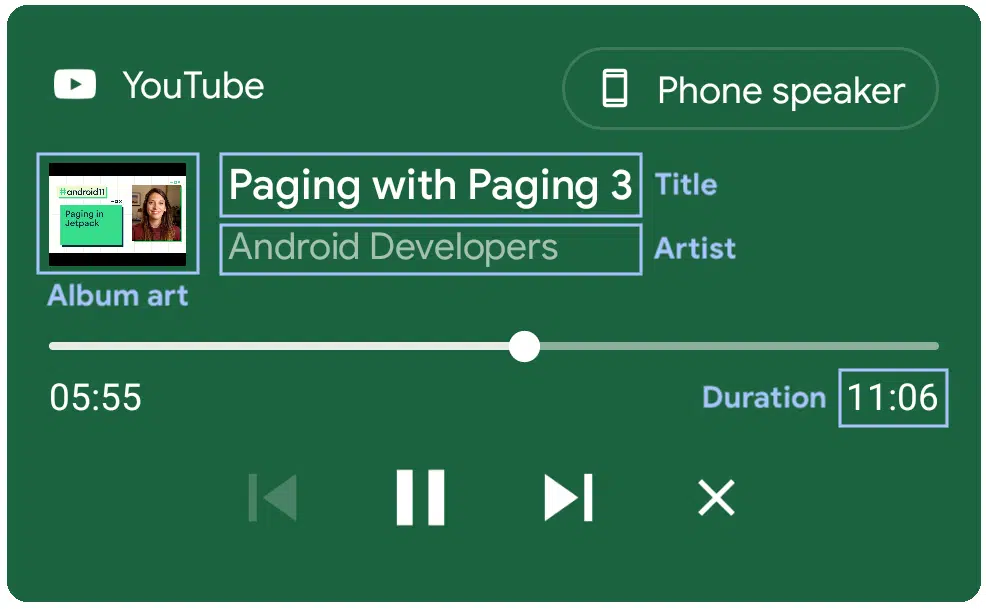 YouTube
Phone speaker
#android11
Paging in
Jetpack
Paging with Paging 3
Title
Android Developers
Artist
Album art
05:55
Duration
11:06